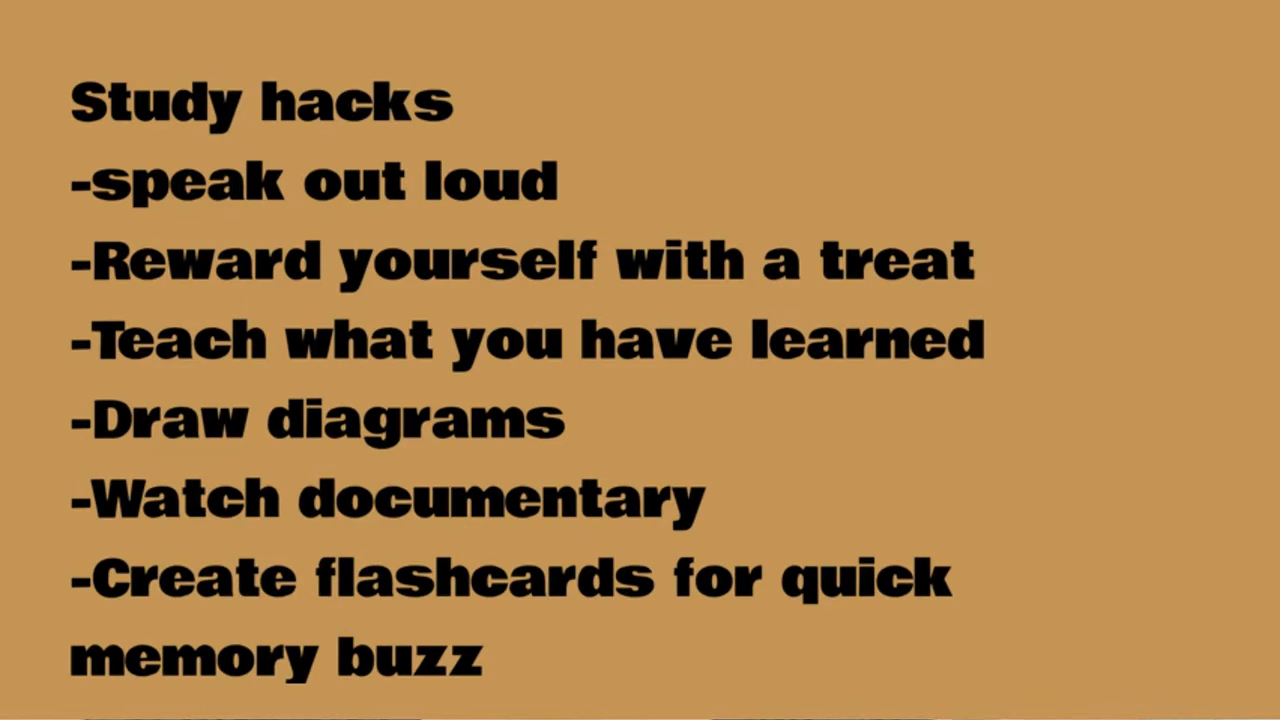 Study hacks
-speak out loud
-Reward yourself with a treat
-Teach what you have learned
-Draw diagrams
-Watch documentary
-Create flashcards for quick
memory buzz